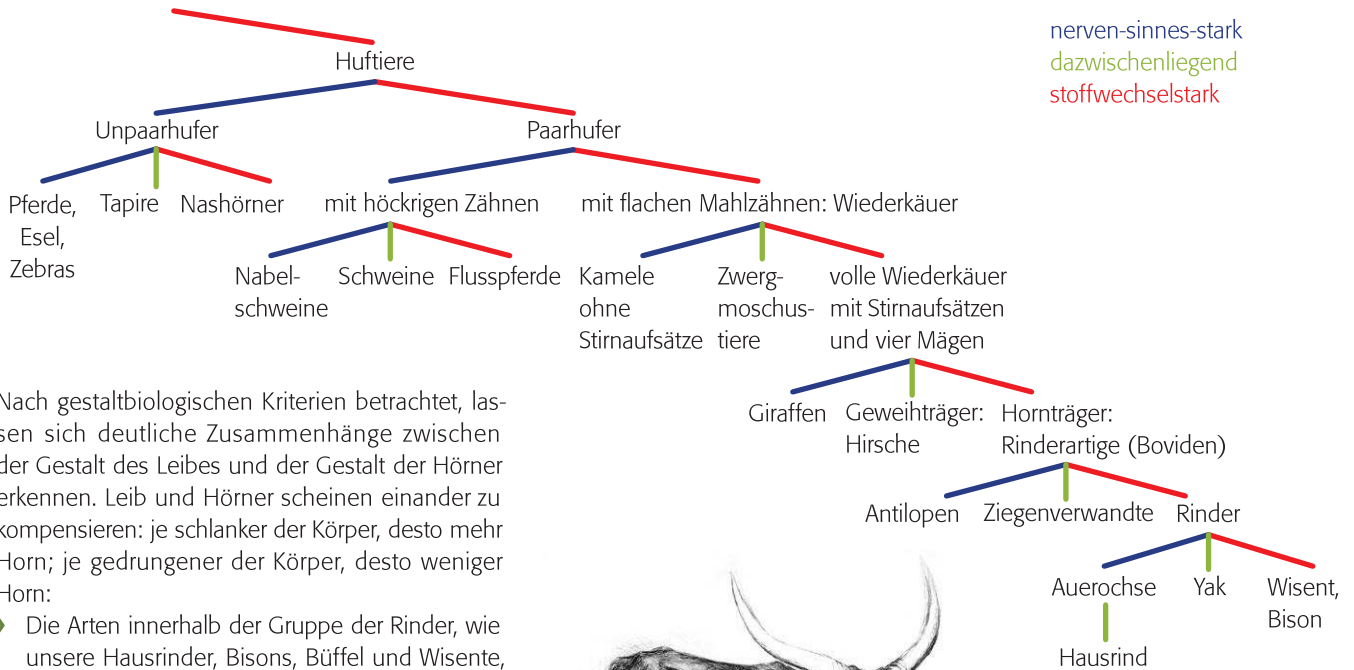 nerven-sinnes-stark
dazwischenliegend
stoffwechselstark
Huftiere
Unpaarhufer
Paarhufer
Pferde,
Esel,
Zebras
Tapire
Nashörner
mit höckrigen Zähnen
mit flachen Mahlzähnen: Wiederkäuer
Nabel-
schweine
Schweine
Flusspferde
Kamele
ohne
Stirnaufsätze
Zwerg-
moschus-
tiere
volle Wiederkäuer
mit Stirnaufsätzen
und vier Mägen
Giraffen
Geweihträger:
Hirsche
Hornträger:
Rinderartige (Boviden)
Antilopen
Ziegenverwandte
Rinder
Auerochse
Yak
Wisent,
Bison
Hausrind
Nach gestaltbiologischen Kriterien betrachtet, las-
sen sich deutliche Zusammenhänge zwischen
der Gestalt des Leibes und der Gestalt der Hörner
erkennen. Leib und Hörner scheinen einander zu
kompensieren: je schlanker der Körper, desto mehr
Horn; je gedrungener der Körper, desto weniger
Horn:
Die Arten innerhalb der Gruppe der Rinder, wie
unsere Hausrinder, Bisons, Büffel und Wisente,